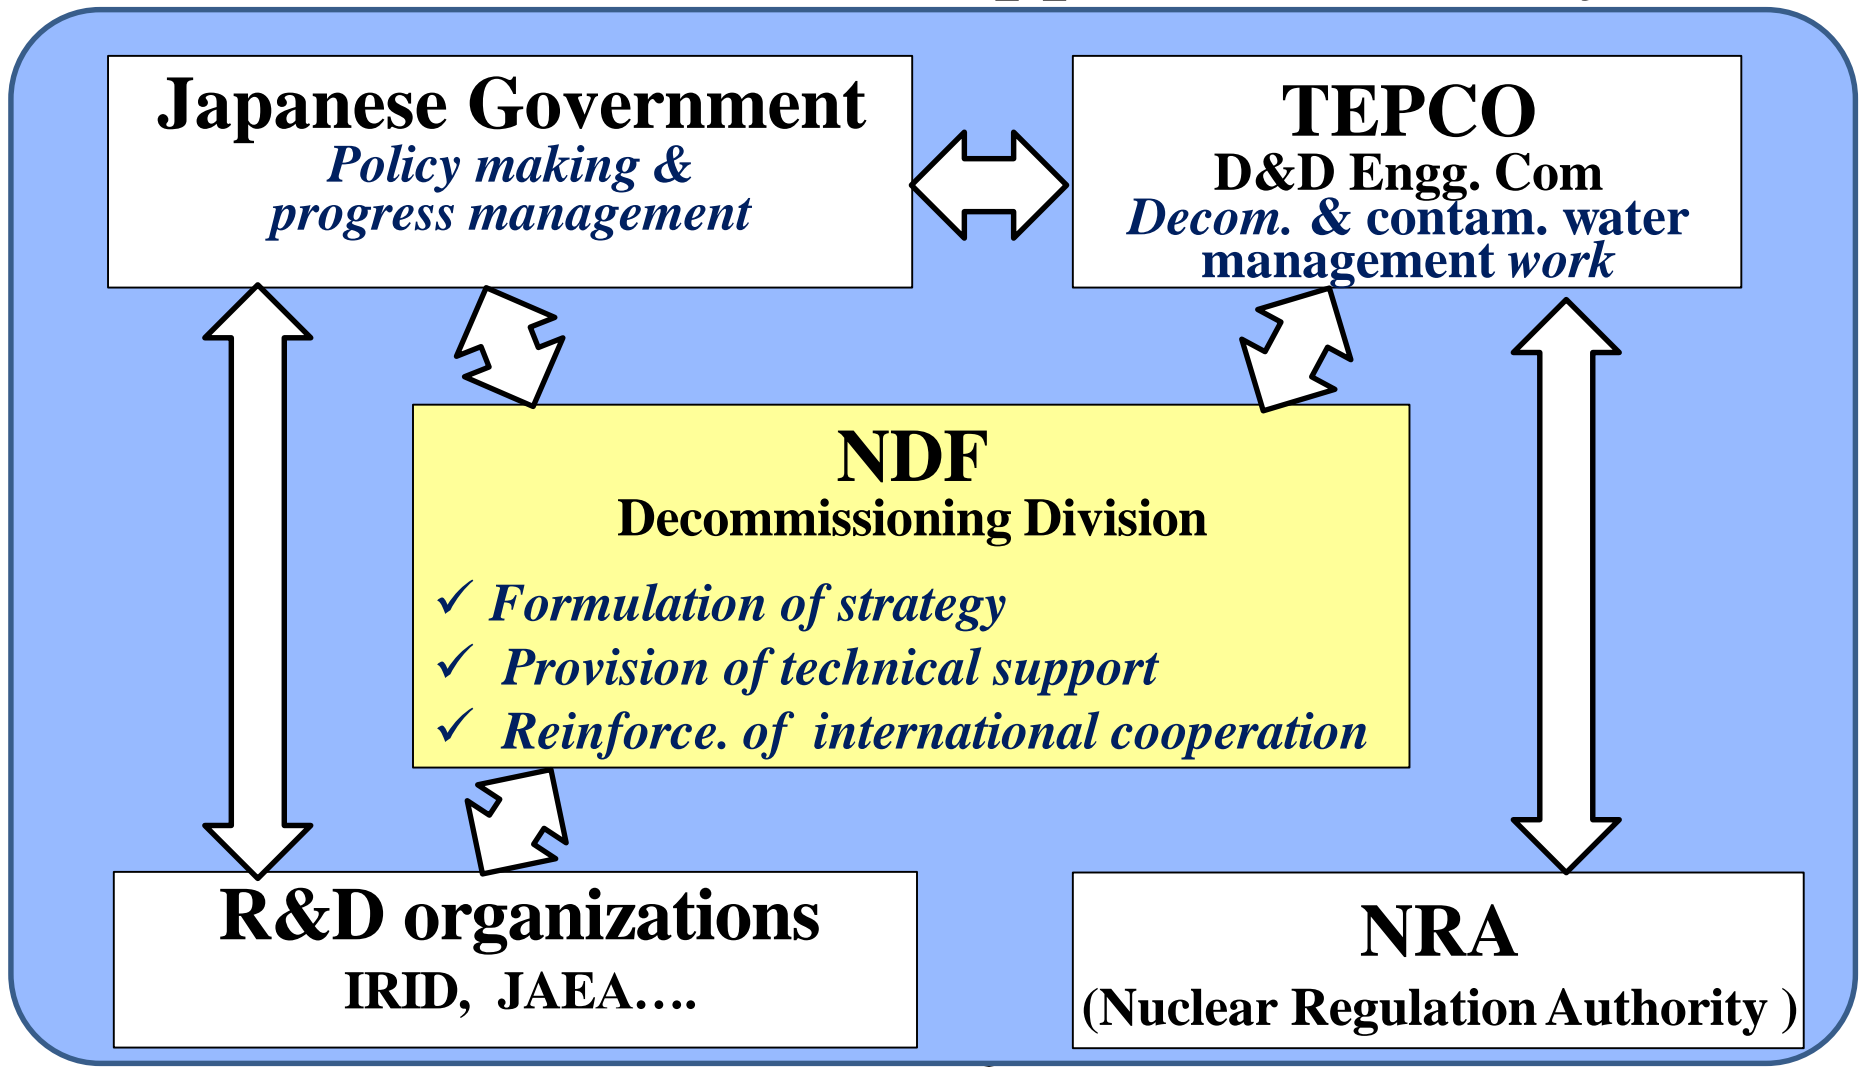 Japanese Government
Policy making &
progress management
TEPCO
D&D Engg. Com
Decom. & contam. water
management work
NDF
Decommissioning Division
✓ Formulation of strategy
✓ Provision of technical support
✓ Reinforce. of international cooperation
R&D organizations
IRID, JAEA….
NRA
(Nuclear Regulation Authority )